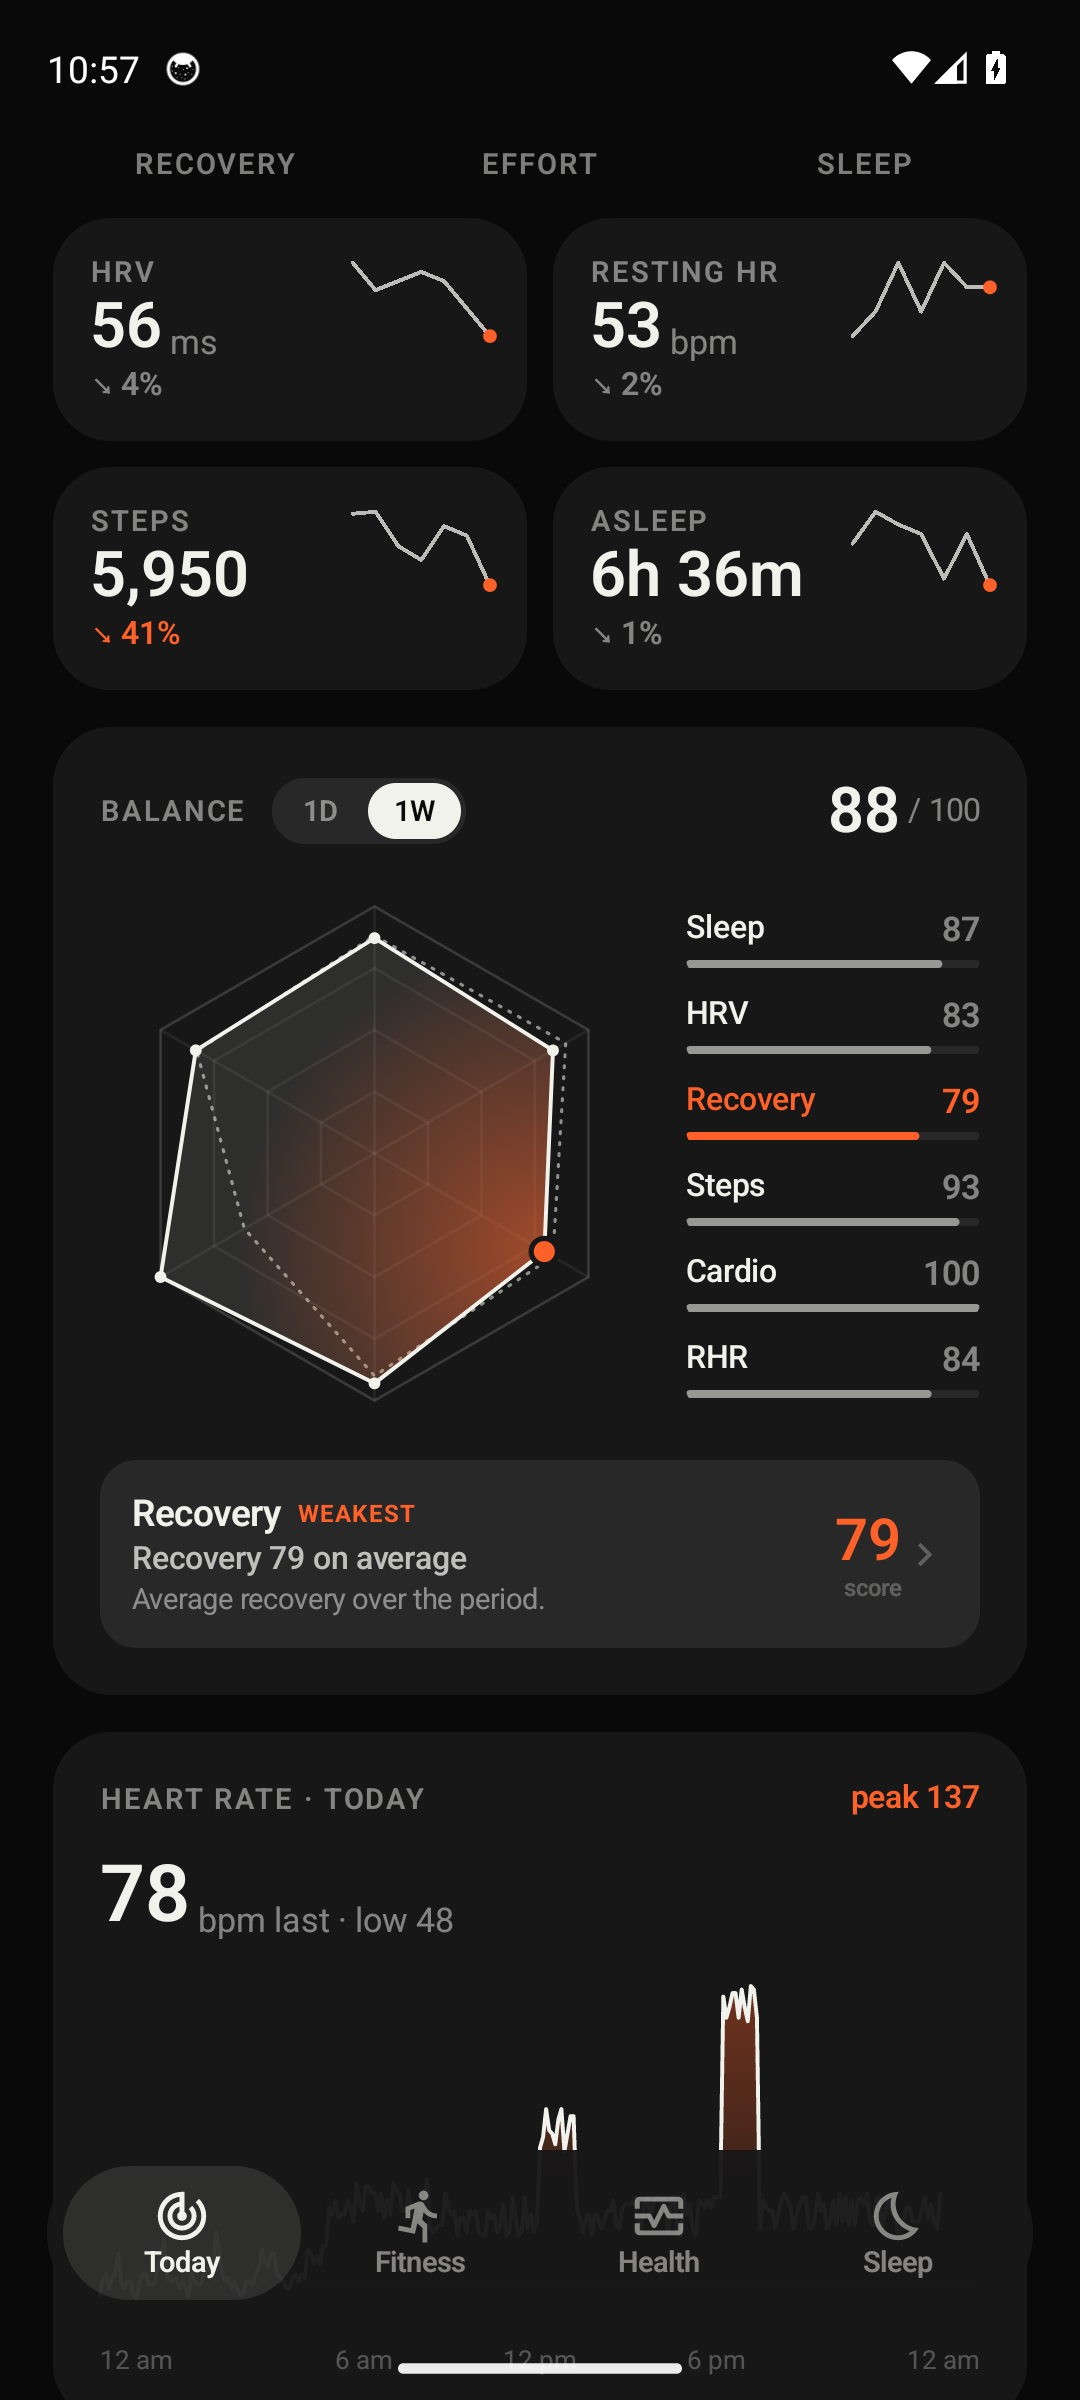 10:57
RECOVERY EFFORT SLEEP
HRV
56 ms
↘ 4%
RESTING HR
53 bpm
↘ 2%
STEPS
5,950
↘ 41%
ASLEEP
6h 36m
↘ 1%
BALANCE 1D 1W 88 / 100
Sleep 87
HRV 83
Recovery 79
Steps 93
Cardio 100
RHR 84
Recovery WEAKEST
Recovery 79 on average
Average recovery over the period.
79
score
HEART RATE · TODAY peak 137
78 bpm last · low 48
Today Fitness Health Sleep
12 am 6 am 12 pm 6 pm 12 am